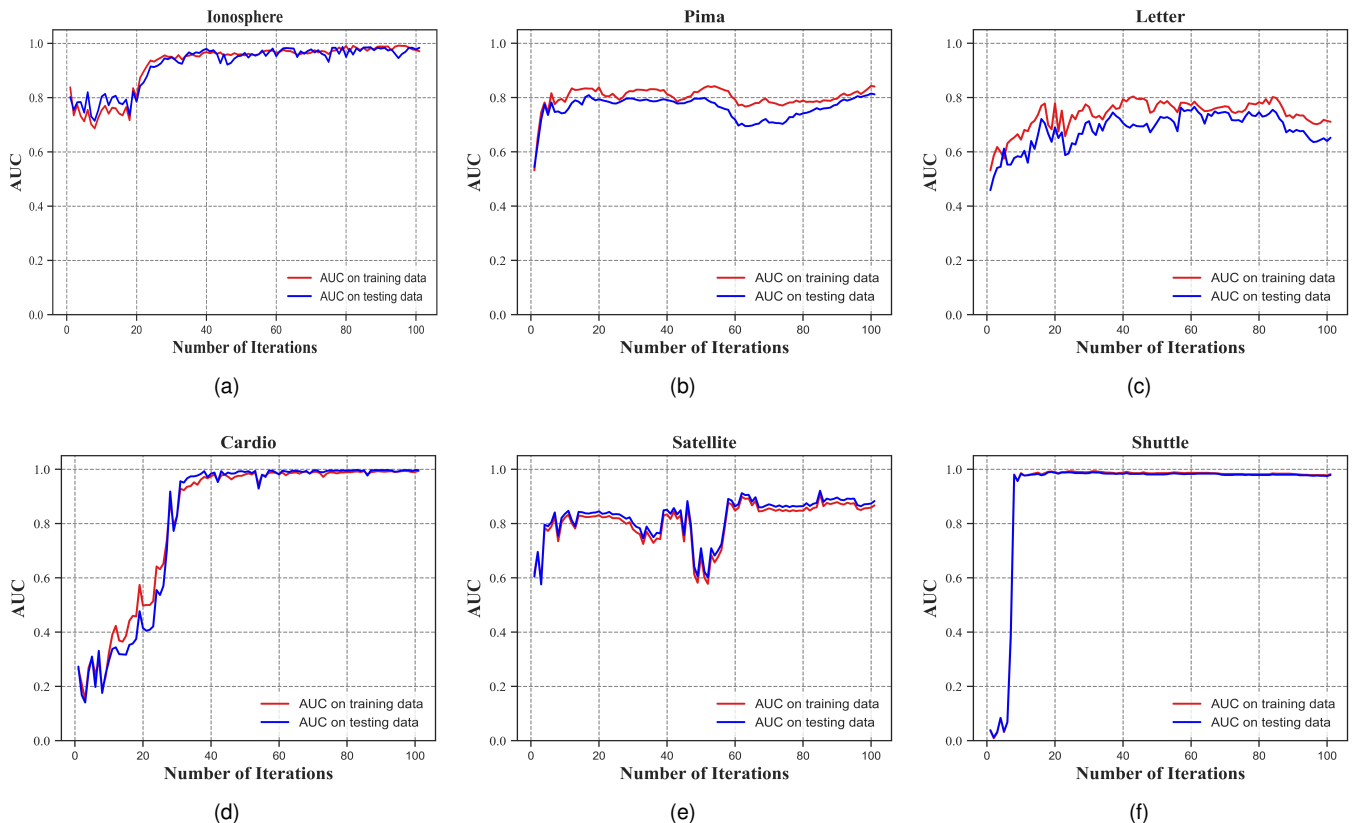 Ionosphere
1.0
0.8
0.6
0.4
0.2
0.0
AUC
AUC on training data
AUC on testing data
0 20 40 60 80 100
Number of Iterations
(a)
Pima
1.0
0.8
0.6
0.4
0.2
0.0
AUC
AUC on training data
AUC on testing data
0 20 40 60 80 100
Number of Iterations
(b)
Letter
1.0
0.8
0.6
0.4
0.2
0.0
AUC
AUC on training data
AUC on testing data
0 20 40 60 80 100
Number of Iterations
(c)
Cardio
1.0
0.8
0.6
0.4
0.2
0.0
AUC
AUC on training data
AUC on testing data
0 20 40 60 80 100
Number of Iterations
(d)
Satellite
1.0
0.8
0.6
0.4
0.2
0.0
AUC
AUC on training data
AUC on testing data
0 20 40 60 80 100
Number of Iterations
(e)
Shuttle
1.0
0.8
0.6
0.4
0.2
0.0
AUC
AUC on training data
AUC on testing data
0 20 40 60 80 100
Number of Iterations
(f)